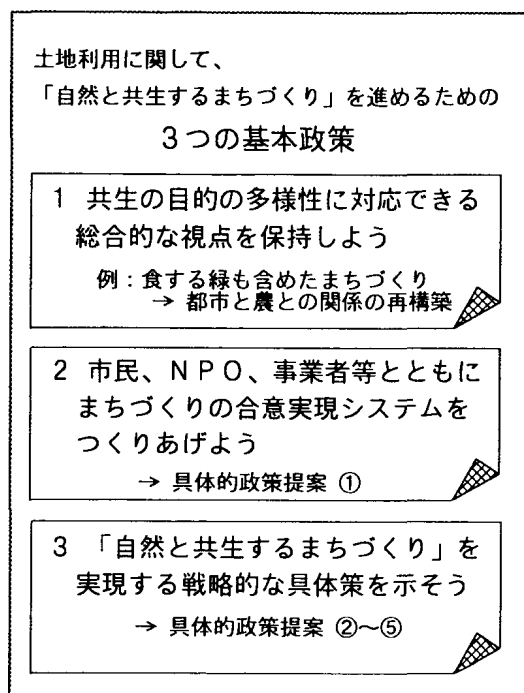 土地利用に関して、
「自然と共生するまちづくり」を進めるための
3つの基本政策
1 共生の目的の多様性に対応できる
総合的な視点を保持しよう
例：食する緑も含めたまちづくり
→ 都市と農との関係の再構築
2 市民、NPO、事業者等とともに
まちづくりの合意実現システムを
つくりあげよう
→ 具体的政策提案 ①
3 「自然と共生するまちづくり」を
実現する戦略的な具体策を示そう
→ 具体的政策提案 ②～⑤